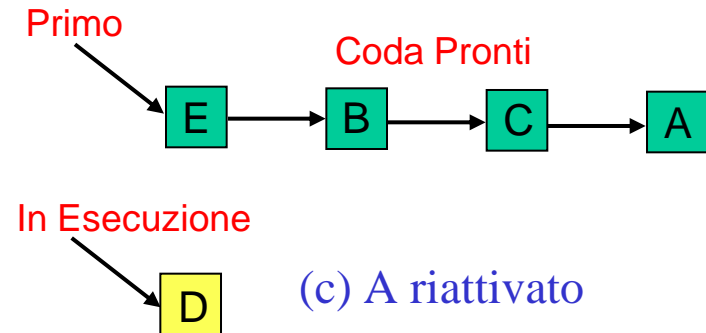 Primo
Coda Pronti
E B C A
In Esecuzione
D
(c) A riattivato